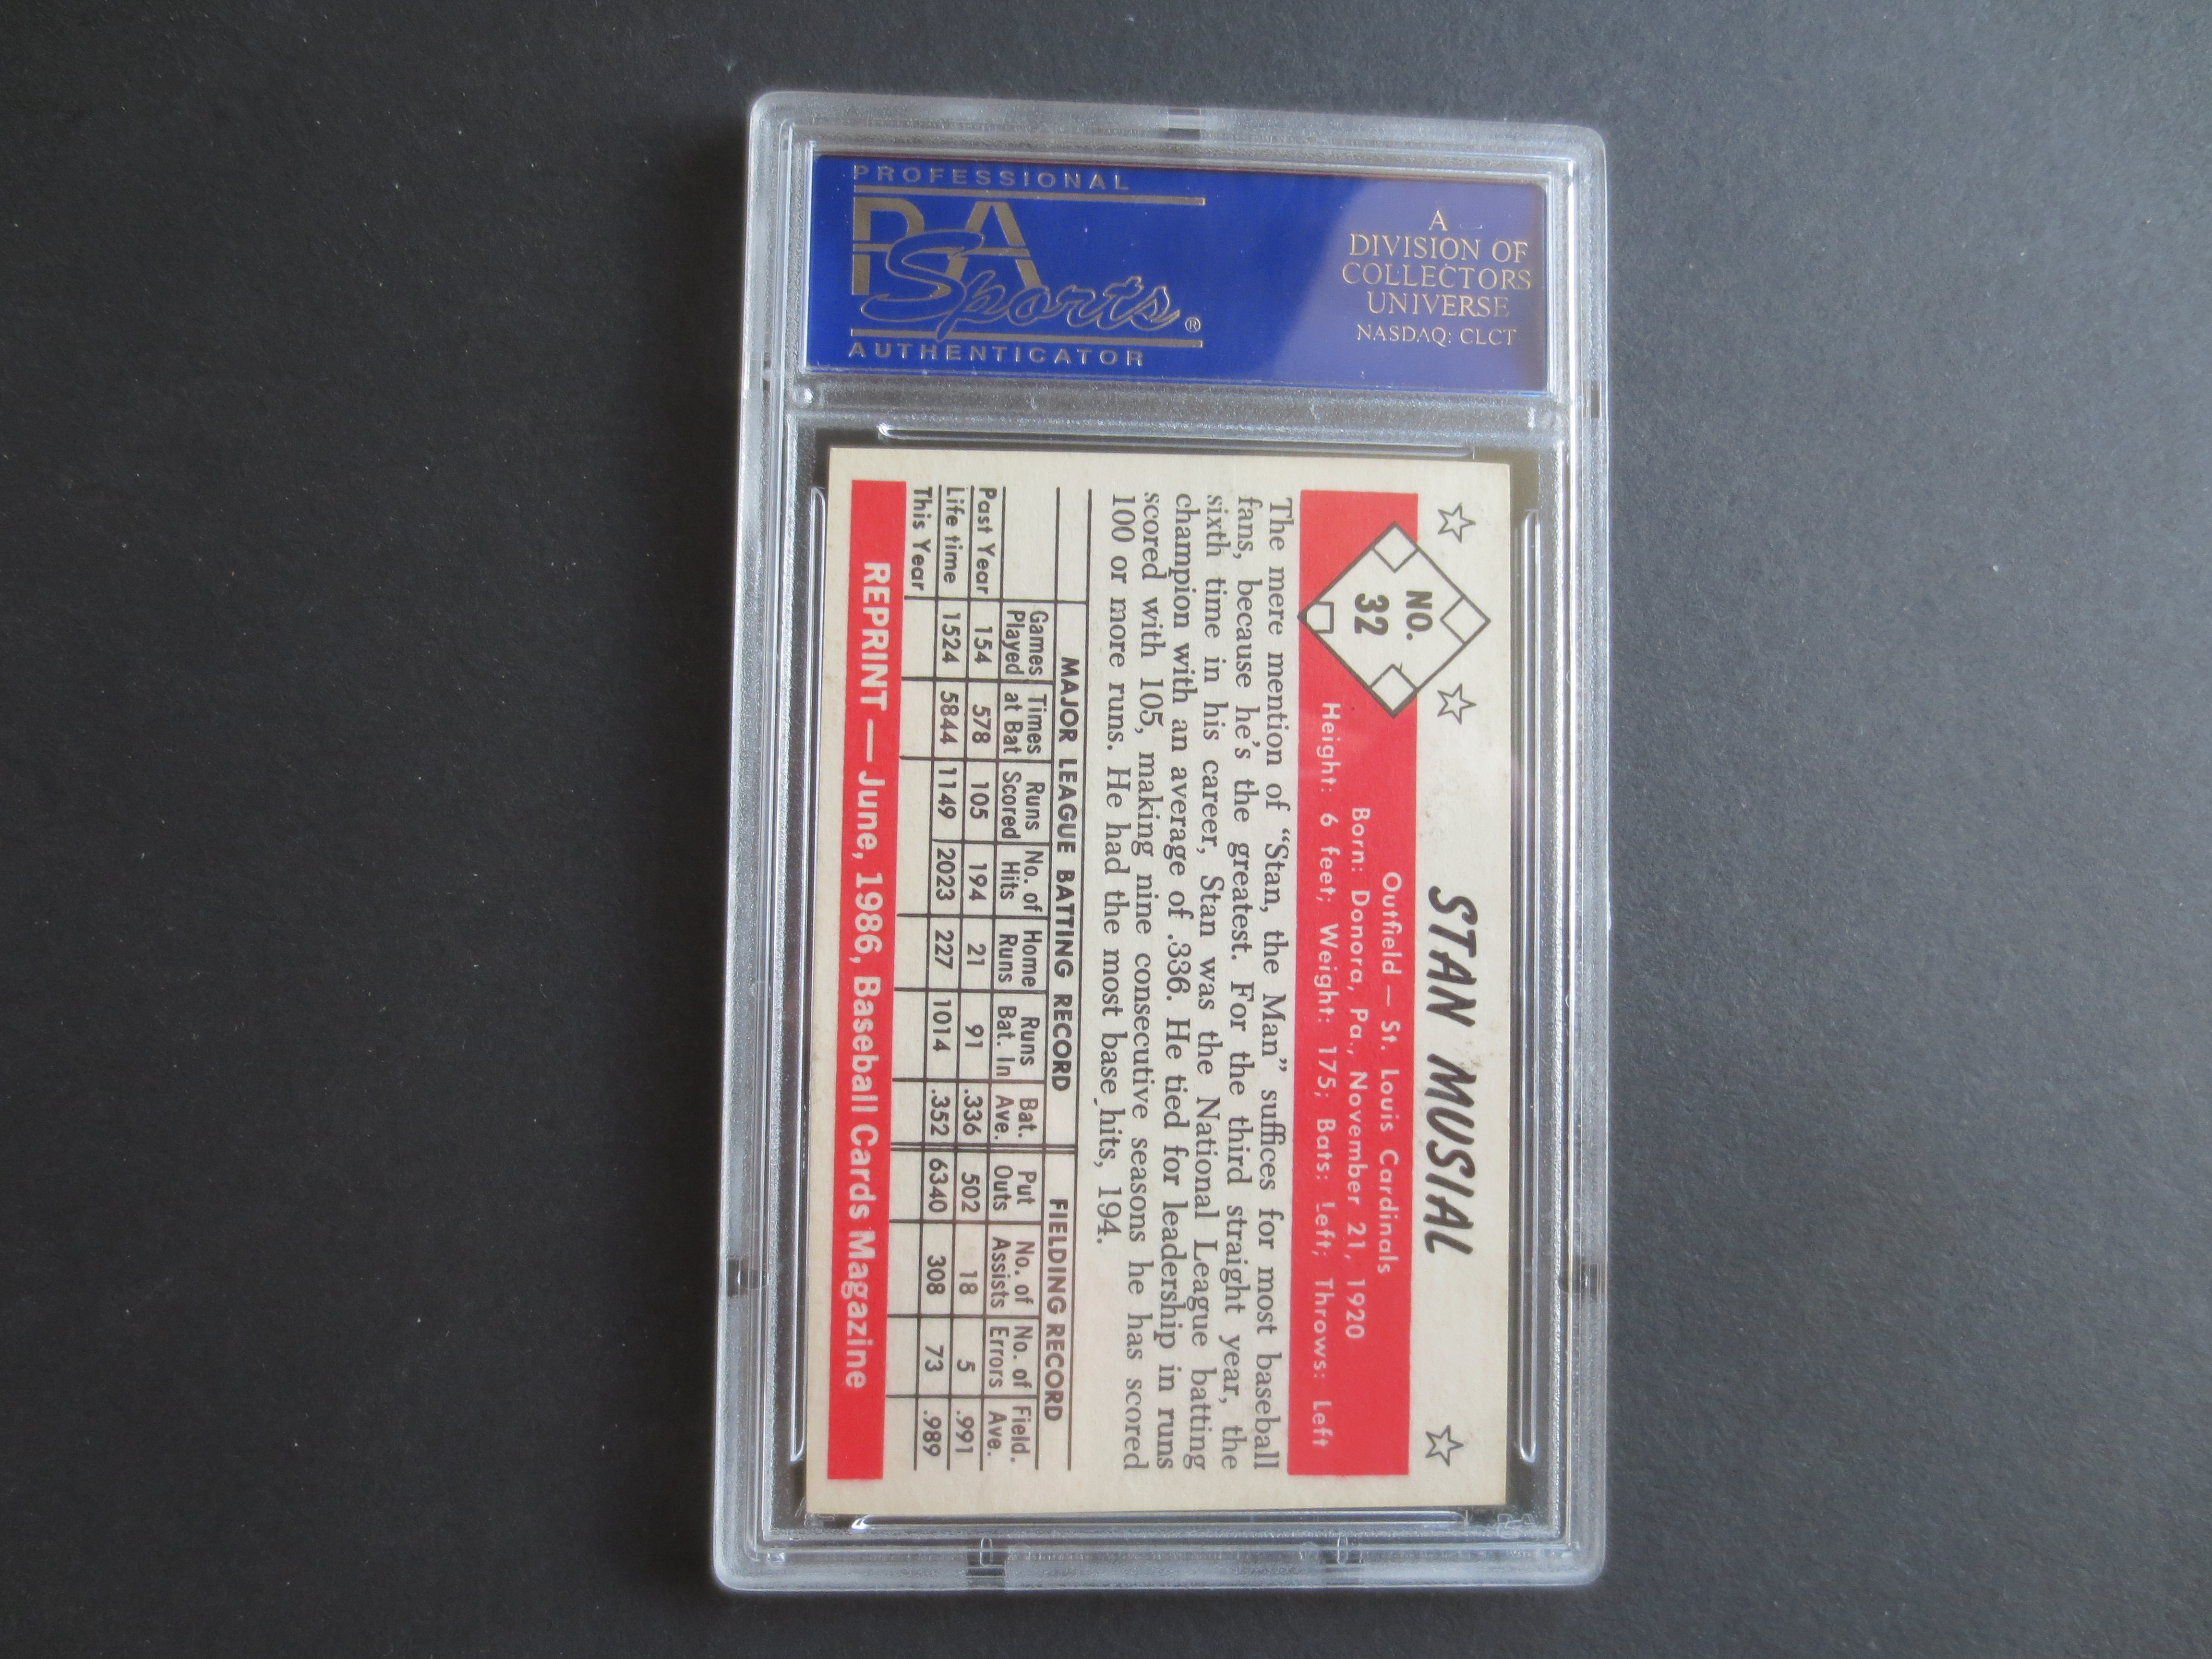 PROFESSIONAL
PSA
Sports®
AUTHENTICATOR
A
DIVISION OF
COLLECTORS
UNIVERSE
NASDAQ: CLCT
STAN MUSIAL
NO.
32
Outfield — St. Louis Cardinals
Born: Donora, Pa., November 21, 1920
Height: 6 feet; Weight: 175; Bats: Left; Throws: Left
The mere mention of “Stan, the Man” suffices for most baseball
fans, because he's the greatest. For the third straight year, the
sixth time in his career, Stan was the National League batting
champion with an average of .336. He tied for leadership in runs
scored with 105, making nine consecutive seasons he has scored
100 or more runs. He had the most base hits, 194.
MAJOR LEAGUE BATTING RECORD FIELDING RECORD
Games Times Runs No. of Home Runs Bat. Put No. of No. of Field.
Played at Bat Scored Hits Runs Bat. In Ave. Outs Assists Errors Ave.
Past Year 154 578 105 194 21 91 .336 502 18 5 .991
Life time 1524 5844 1149 2023 227 1014 .352 6340 308 73 .989
This Year
REPRINT — June, 1986, Baseball Cards Magazine